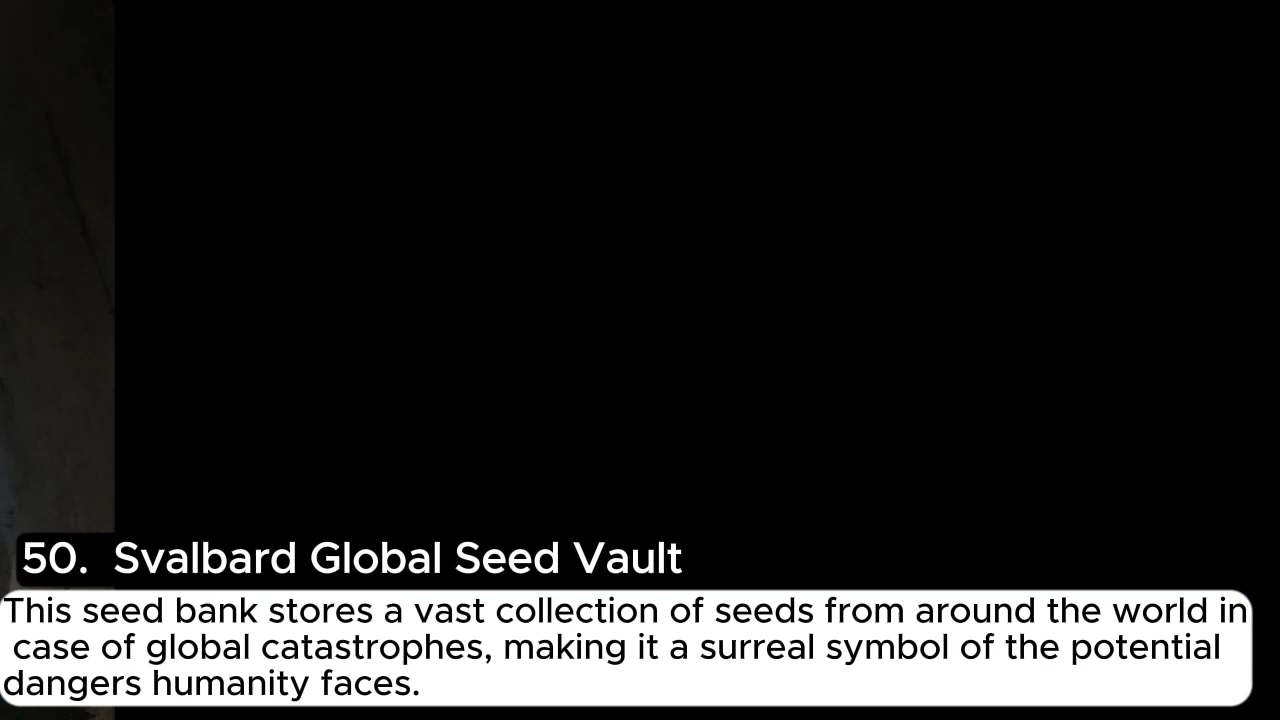 50. Svalbard Global Seed Vault
This seed bank stores a vast collection of seeds from around the world in
case of global catastrophes, making it a surreal symbol of the potential
dangers humanity faces.